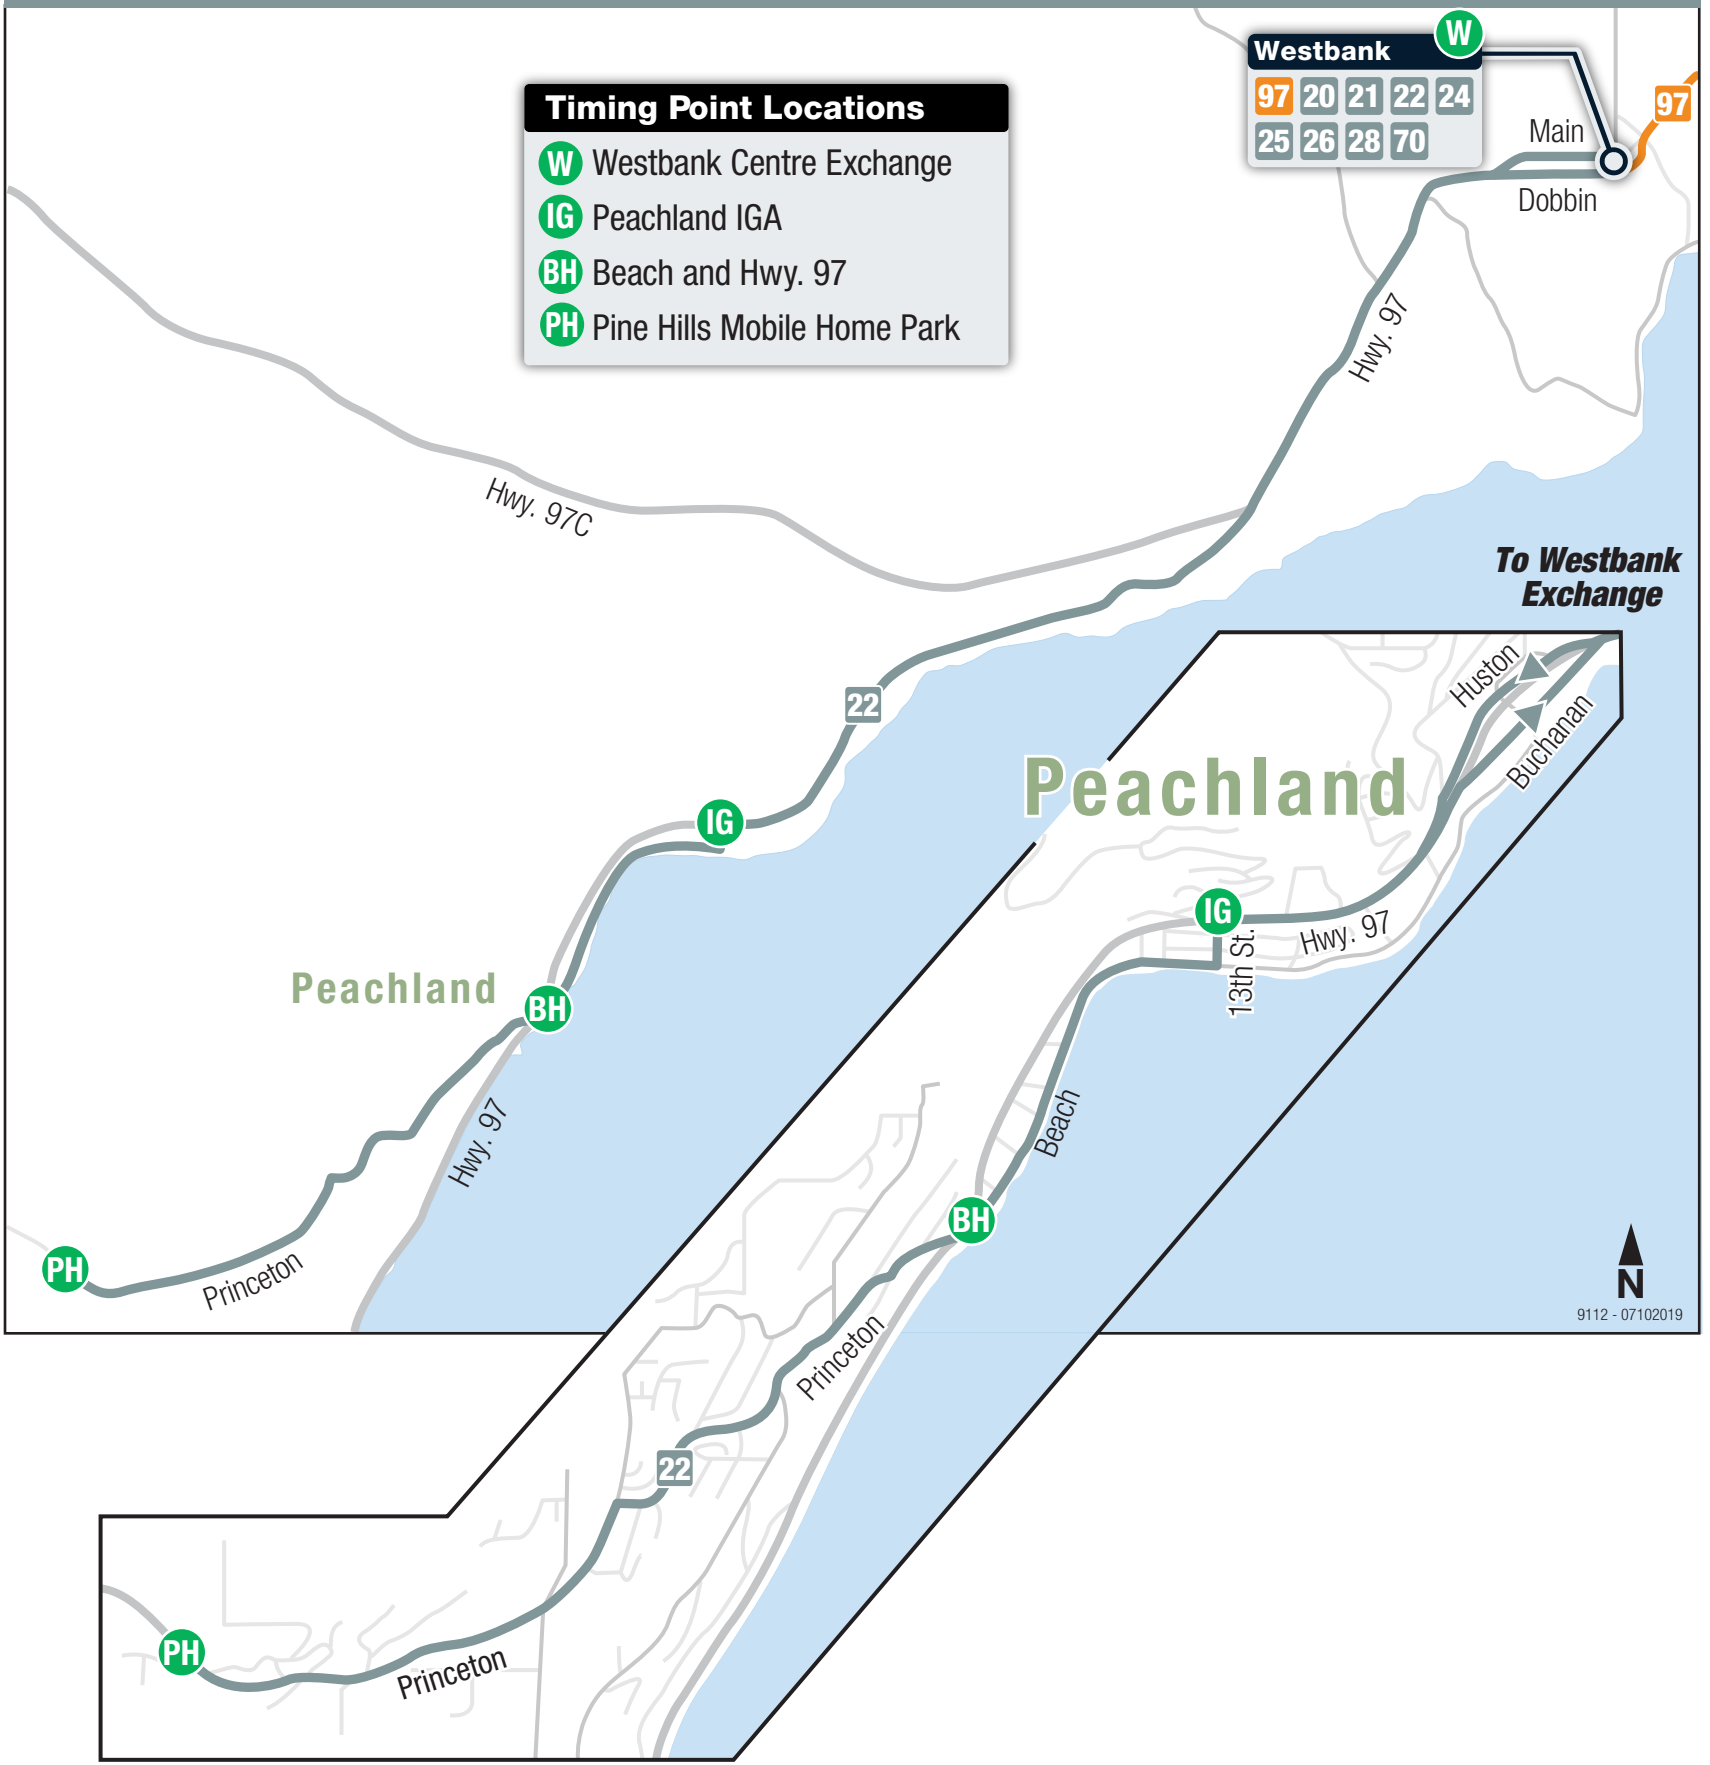 Westbank
W
97 20 21 22 24
25 26 28 70
97
Main
Dobbin
Timing Point Locations
W Westbank Centre Exchange
IG Peachland IGA
BH Beach and Hwy. 97
PH Pine Hills Mobile Home Park
Hwy. 97
Hwy. 97C
To Westbank
Exchange
22
IG
Peachland
BH
Hwy. 97
PH
Princeton
Huston
Buchanan
Peachland
IG
13th St.
Hwy. 97
Beach
BH
Princeton
22
PH
Princeton
N
9112 - 07102019